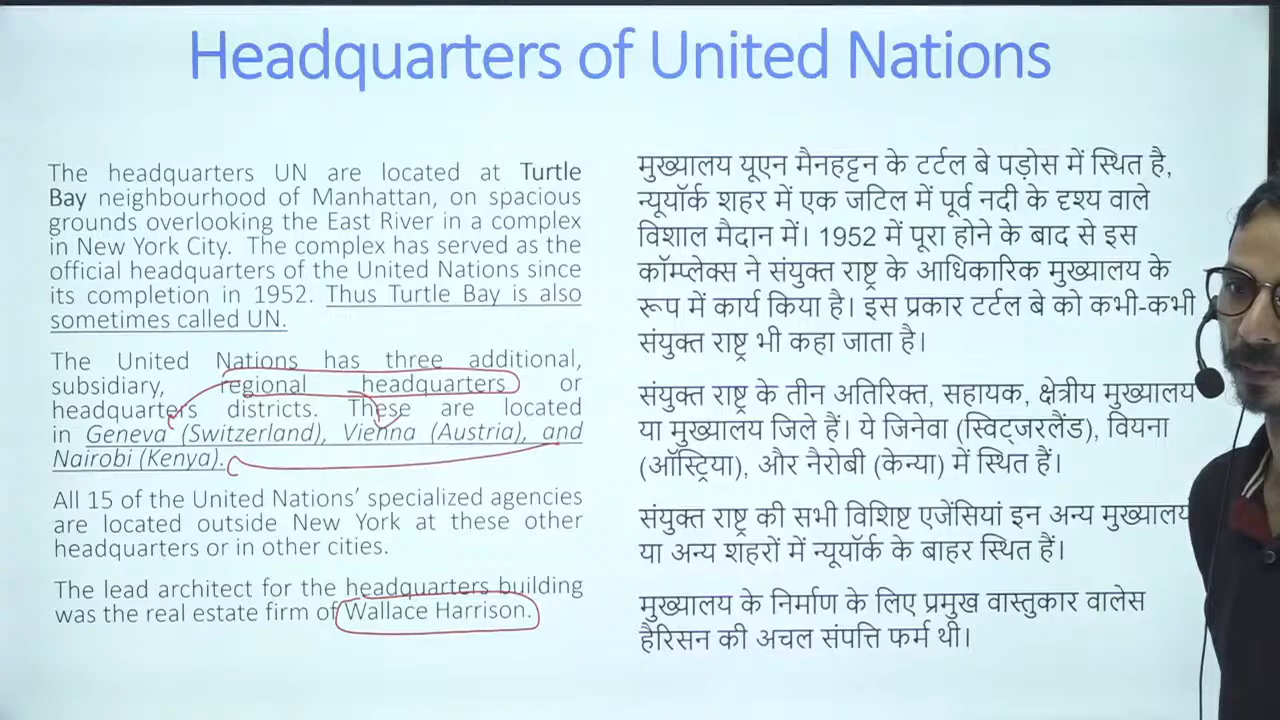 Headquarters of United Nations
The headquarters UN are located at Turtle
Bay neighbourhood of Manhattan, on spacious
grounds overlooking the East River in a complex
in New York City. The complex has served as the
official headquarters of the United Nations since
its completion in 1952. Thus Turtle Bay is also
sometimes called UN.
The United Nations has three additional,
subsidiary, regional headquarters or
headquarters districts. These are located
in Geneva (Switzerland), Vienna (Austria), and
Nairobi (Kenya).
All 15 of the United Nations’ specialized agencies
are located outside New York at these other
headquarters or in other cities.
The lead architect for the headquarters building
was the real estate firm of Wallace Harrison.
मुख्यालय यूएन मैनहट्टन के टर्टल बे पड़ोस में स्थित है,
न्यूयॉर्क शहर में एक जटिल में पूर्व नदी के दृश्य वाले
विशाल मैदान में। 1952 में पूरा होने के बाद से इस
कॉम्प्लेक्स ने संयुक्त राष्ट्र के आधिकारिक मुख्यालय के
रूप में कार्य किया है। इस प्रकार टर्टल बे को कभी-कभी
संयुक्त राष्ट्र भी कहा जाता है।
संयुक्त राष्ट्र के तीन अतिरिक्त, सहायक, क्षेत्रीय मुख्यालय
या मुख्यालय जिले हैं। ये जिनेवा (स्विट्जरलैंड), वियना
(ऑस्ट्रिया), और नैरोबी (केन्या) में स्थित हैं।
संयुक्त राष्ट्र की सभी विशिष्ट एजेंसियां इन अन्य मुख्यालय
या अन्य शहरों में न्यूयॉर्क के बाहर स्थित हैं।
मुख्यालय के निर्माण के लिए प्रमुख वास्तुकार वालेस
हैरिसन की अचल संपत्ति फर्म थी।